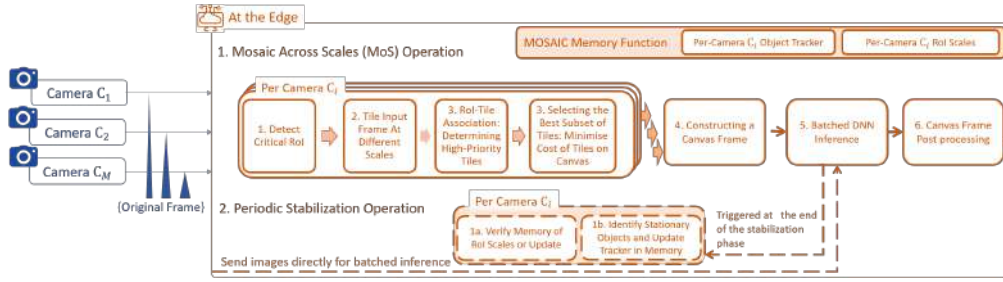 At the Edge
1. Mosaic Across Scales (MoS) Operation
MOSAIC Memory Function
Per-Camera C_i Object Tracker
Per-Camera C_i RoI Scales
Camera C_1
Camera C_2
Camera C_M
{Original Frame}
Per Camera C_i
1. Detect
Critical RoI
2. Tile Input
Frame At
Different
Scales
3. RoI-Tile
Association:
Determining
High-Priority
Tiles
3. Selecting the
Best Subset of
Tiles: Minimise
Cost of Tiles on
Canvas
4. Constructing a
Canvas Frame
5. Batched DNN
Inference
6. Canvas Frame
Post processing
2. Periodic Stabilization Operation
Per Camera C_i
1a. Verify Memory of
RoI Scales or Update
1b. Identify Stationary
Objects and Update
Tracker in Memory
Triggered at the end
of the stabilization
phase
Send images directly for batched inference